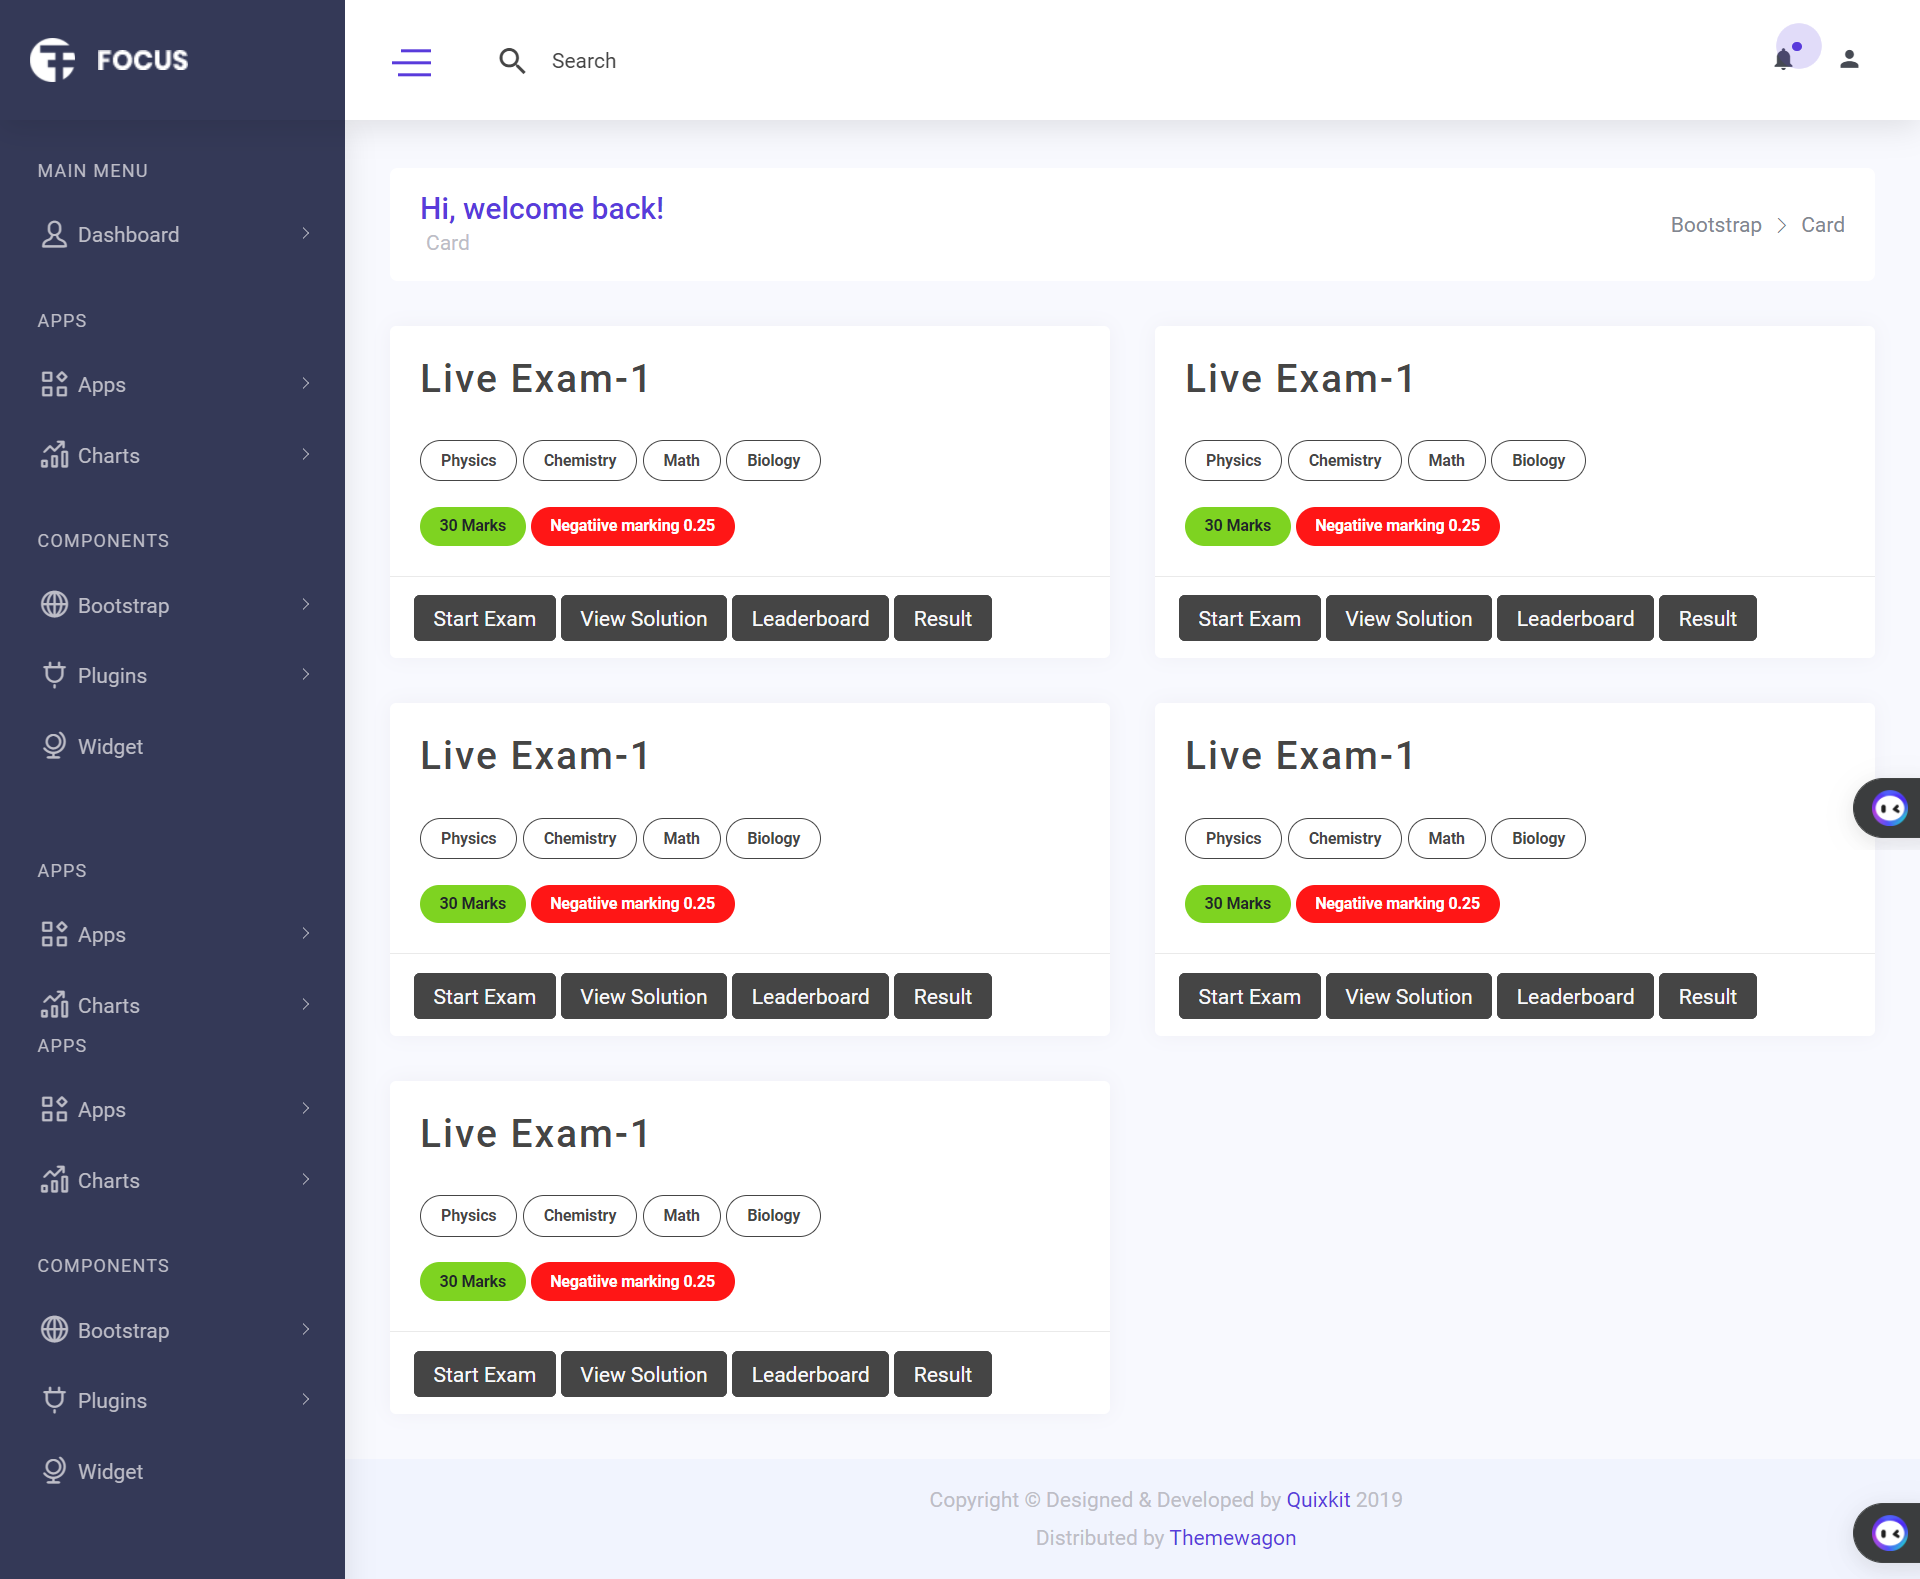 FOCUS
Search
MAIN MENU
Dashboard
APPS
Apps
Charts
COMPONENTS
Bootstrap
Plugins
Widget
APPS
Apps
Charts
APPS
Apps
Charts
COMPONENTS
Bootstrap
Plugins
Widget
Hi, welcome back!
Card
Bootstrap > Card
Live Exam-1
Physics Chemistry Math Biology
30 Marks Negatiive marking 0.25
Start Exam View Solution Leaderboard Result
Live Exam-1
Physics Chemistry Math Biology
30 Marks Negatiive marking 0.25
Start Exam View Solution Leaderboard Result
Live Exam-1
Physics Chemistry Math Biology
30 Marks Negatiive marking 0.25
Start Exam View Solution Leaderboard Result
Live Exam-1
Physics Chemistry Math Biology
30 Marks Negatiive marking 0.25
Start Exam View Solution Leaderboard Result
Live Exam-1
Physics Chemistry Math Biology
30 Marks Negatiive marking 0.25
Start Exam View Solution Leaderboard Result
Copyright © Designed & Developed by Quixkit 2019
Distributed by Themewagon